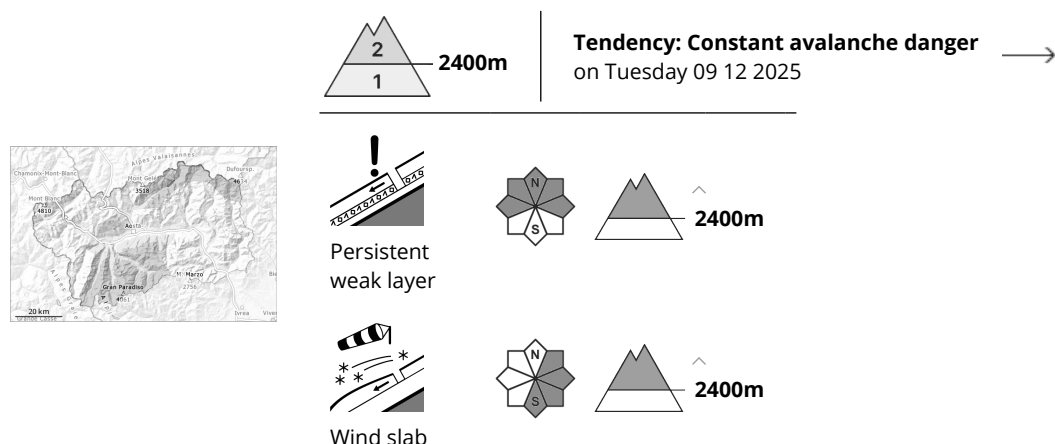 2
2400m
1
Tendency: Constant avalanche danger
on Tuesday 09 12 2025
Alpes Valaisannes
Chamonix-Mont-Blanc
Mont Gelé
3518
Dufoursp.
Mont Blanc
4810
Aosta
M. Marzo
2756
Gran Paradiso
4061
20 km
Ivrea
N
S
2400m
Persistent
weak layer
N
S
2400m
Wind slab